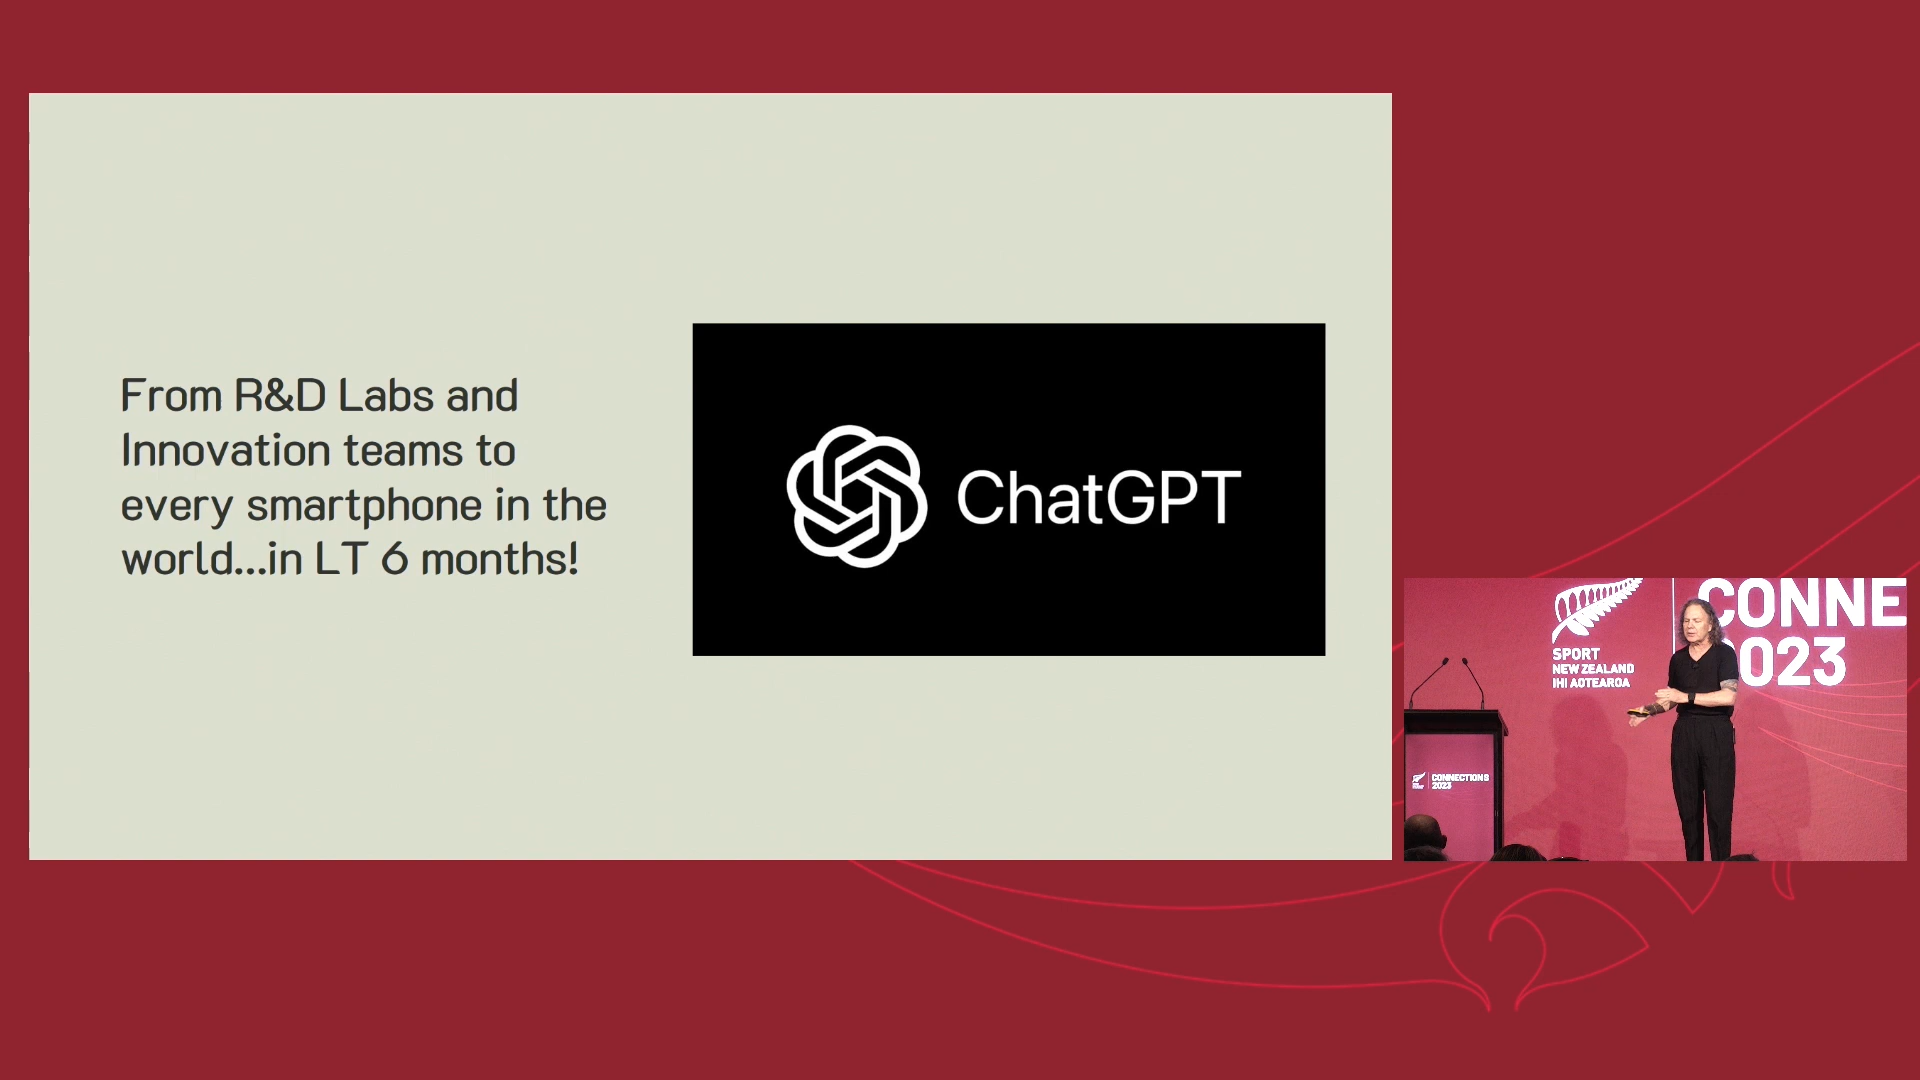 From R&D Labs and
Innovation teams to
every smartphone in the
world...in LT 6 months!
ChatGPT
CONNE
2023
SPORT
NEW ZEALAND
IHI AOTEAROA
CONNECTIONS
2023